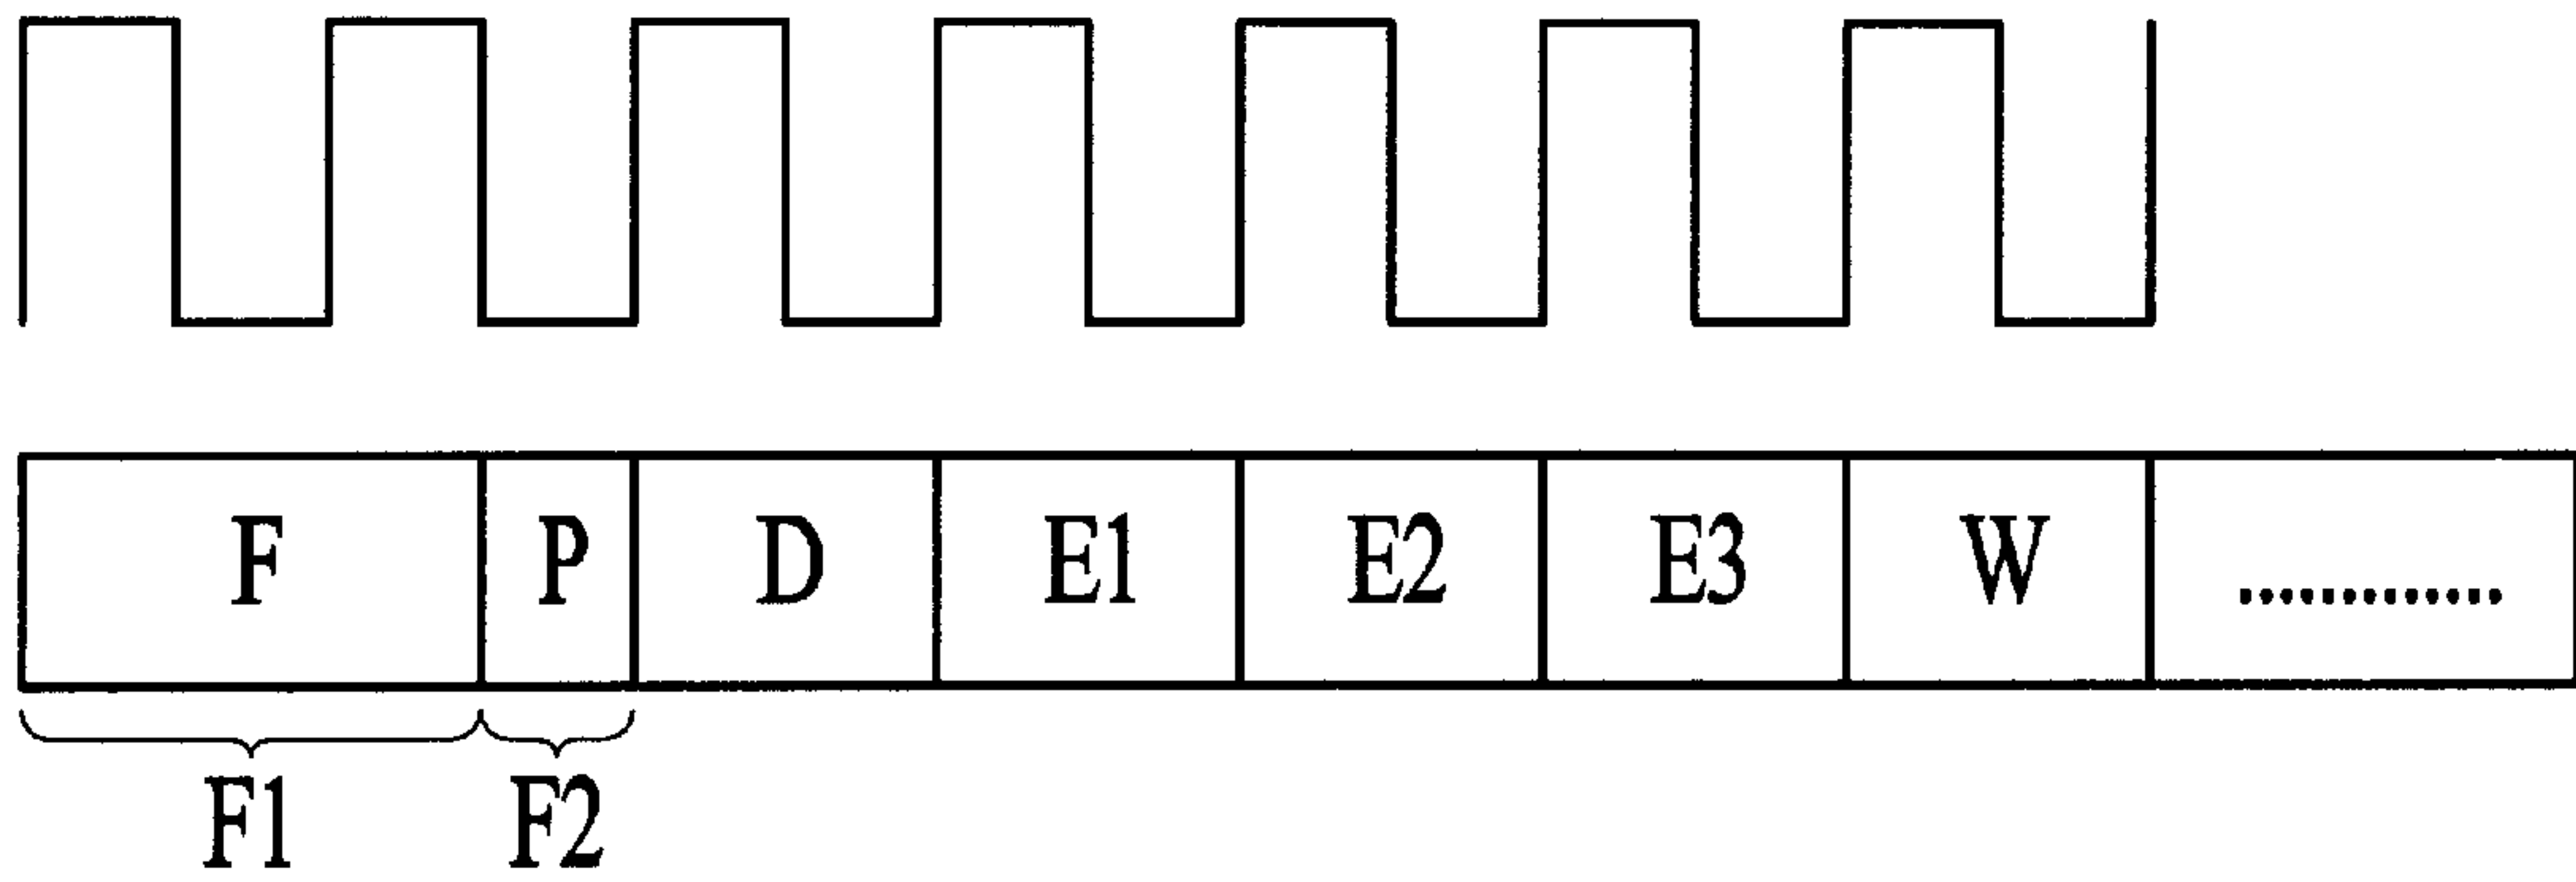 F P D E1 E2 E3 W .............
F1 F2